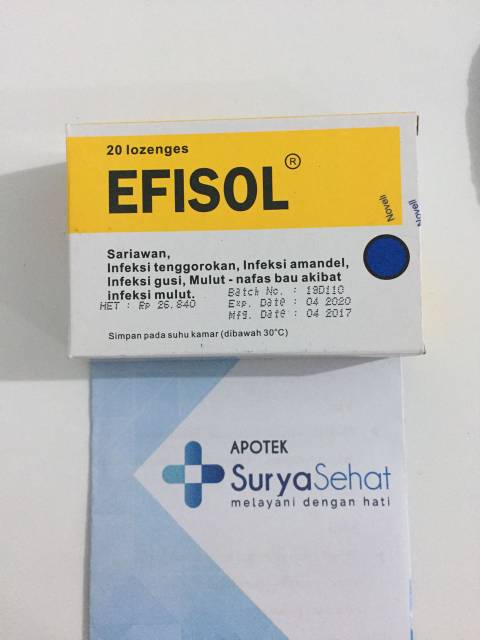 20 lozenges
EFISOL®
Novell
Novell
Sariawan,
Infeksi tenggorokan, Infeksi amandel,
Infeksi gusi, Mulut - nafas bau akibat
infeksi mulut.
Batch No. : 19D110
HET : Rp 26.840
Exp. Date : 04 2020
Mfg. Date : 04 2017
Simpan pada suhu kamar (dibawah 30°C)
APOTEK
SuryaSehat
melayani dengan hati